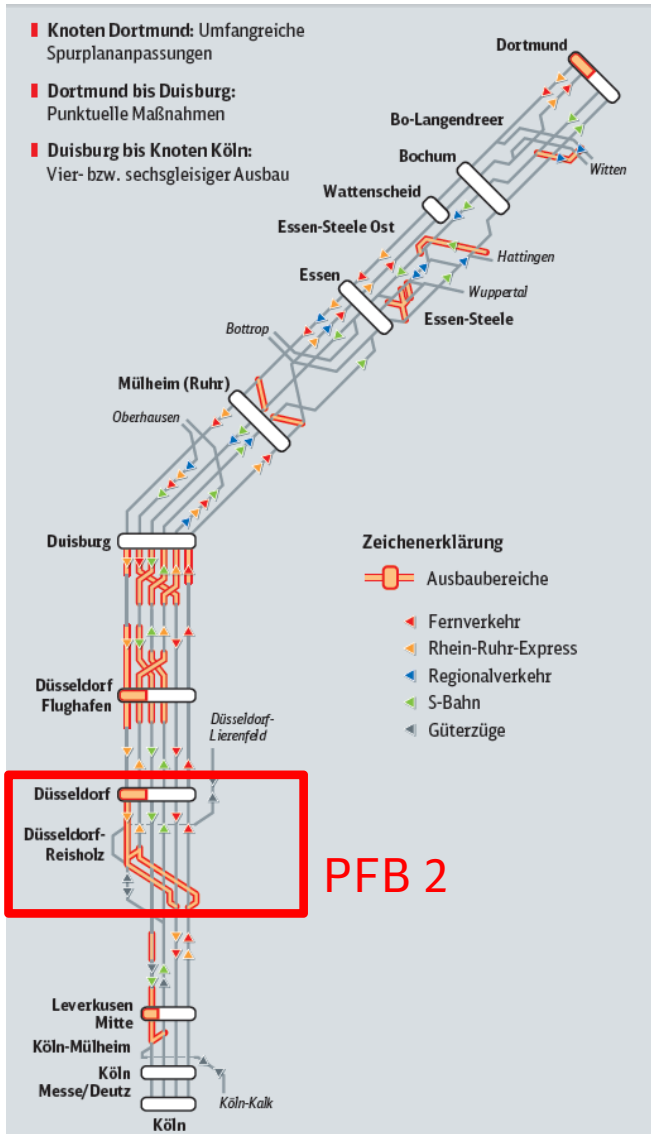 Knoten Dortmund: Umfangreiche
Spurplananpassungen
Dortmund bis Duisburg:
Punktuelle Maßnahmen
Duisburg bis Knoten Köln:
Vier- bzw. sechsgleisiger Ausbau
Dortmund
Bo-Langendreer
Bochum
Witten
Wattenscheid
Essen-Steele Ost
Hattingen
Essen
Wuppertal
Essen-Steele
Bottrop
Mülheim (Ruhr)
Oberhausen
Duisburg
Zeichenerklärung
Ausbaubereiche
Fernverkehr
Rhein-Ruhr-Express
Regionalverkehr
S-Bahn
Güterzüge
Düsseldorf
Flughafen
Düsseldorf-
Lierenfeld
Düsseldorf
Düsseldorf-
Reisholz
PFB 2
Leverkusen
Mitte
Köln-Mülheim
Köln
Messe/Deutz
Köln-Kalk
Köln